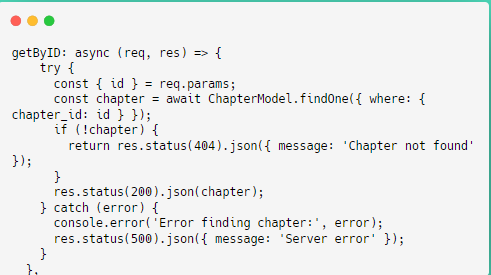 getByID: async (req, res) => {
    try {
      const { id } = req.params;
      const chapter = await ChapterModel.findOne({ where: {
chapter_id: id } });
      if (!chapter) {
        return res.status(404).json({ message: 'Chapter not found'
});
      }
      res.status(200).json(chapter);
    } catch (error) {
      console.error('Error finding chapter:', error);
      res.status(500).json({ message: 'Server error' });
    }
  },